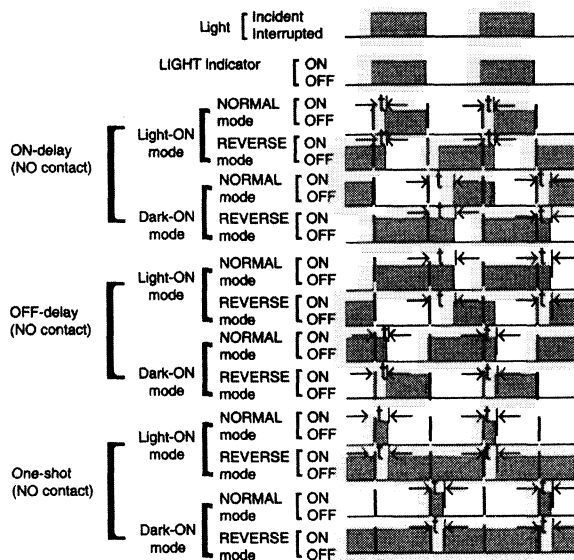 Light Incident
Interrupted
LIGHT Indicator ON
OFF
ON-delay
(NO contact)
Light-ON
mode
NORMAL
mode
ON
OFF
t
t
REVERSE
mode
ON
OFF
t
t
Dark-ON
mode
NORMAL
mode
ON
OFF
t
t
REVERSE
mode
ON
OFF
t
t
OFF-delay
(NO contact)
Light-ON
mode
NORMAL
mode
ON
OFF
t
t
REVERSE
mode
ON
OFF
t
t
Dark-ON
mode
NORMAL
mode
ON
OFF
t
t
REVERSE
mode
ON
OFF
t
t
One-shot
(NO contact)
Light-ON
mode
NORMAL
mode
ON
OFF
t
t
REVERSE
mode
ON
OFF
t
t
Dark-ON
mode
NORMAL
mode
ON
OFF
t
t
REVERSE
mode
ON
OFF
t
t